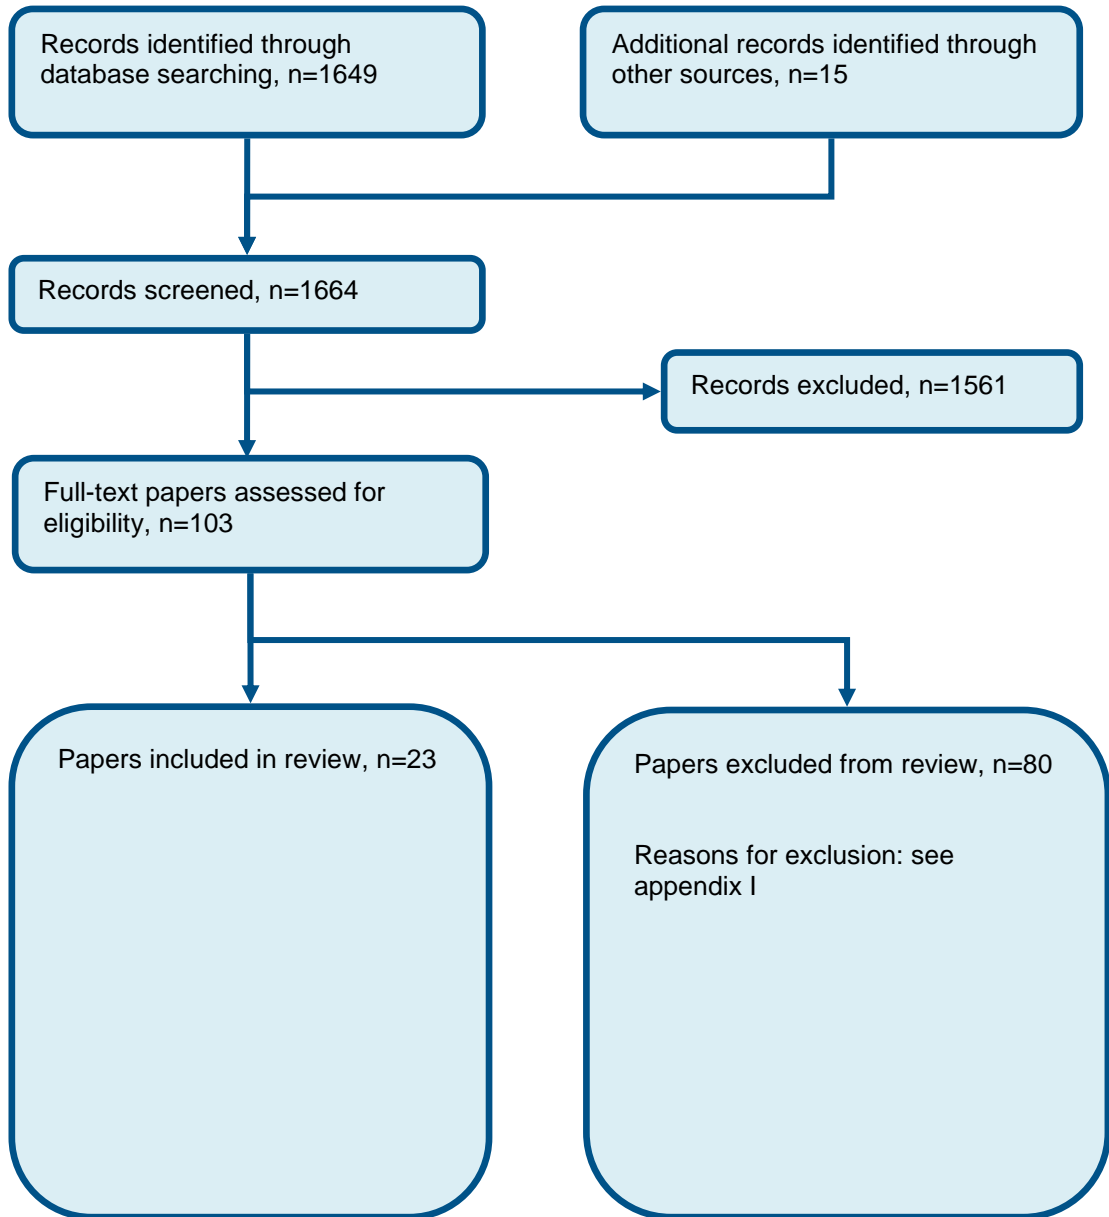 Records identified through
database searching, n=1649
Additional records identified through
other sources, n=15
Records screened, n=1664
Records excluded, n=1561
Full-text papers assessed for
eligibility, n=103
Papers included in review, n=23
Papers excluded from review, n=80
Reasons for exclusion: see
appendix I